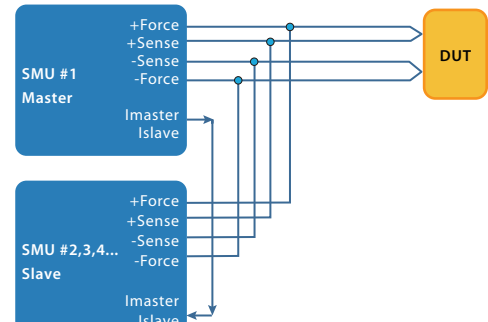 +Force
+Sense
-Sense
-Force
SMU #1
Master
Imaster
Islave
DUT
+Force
+Sense
-Sense
-Force
SMU #2,3,4...
Slave
Imaster
Islave